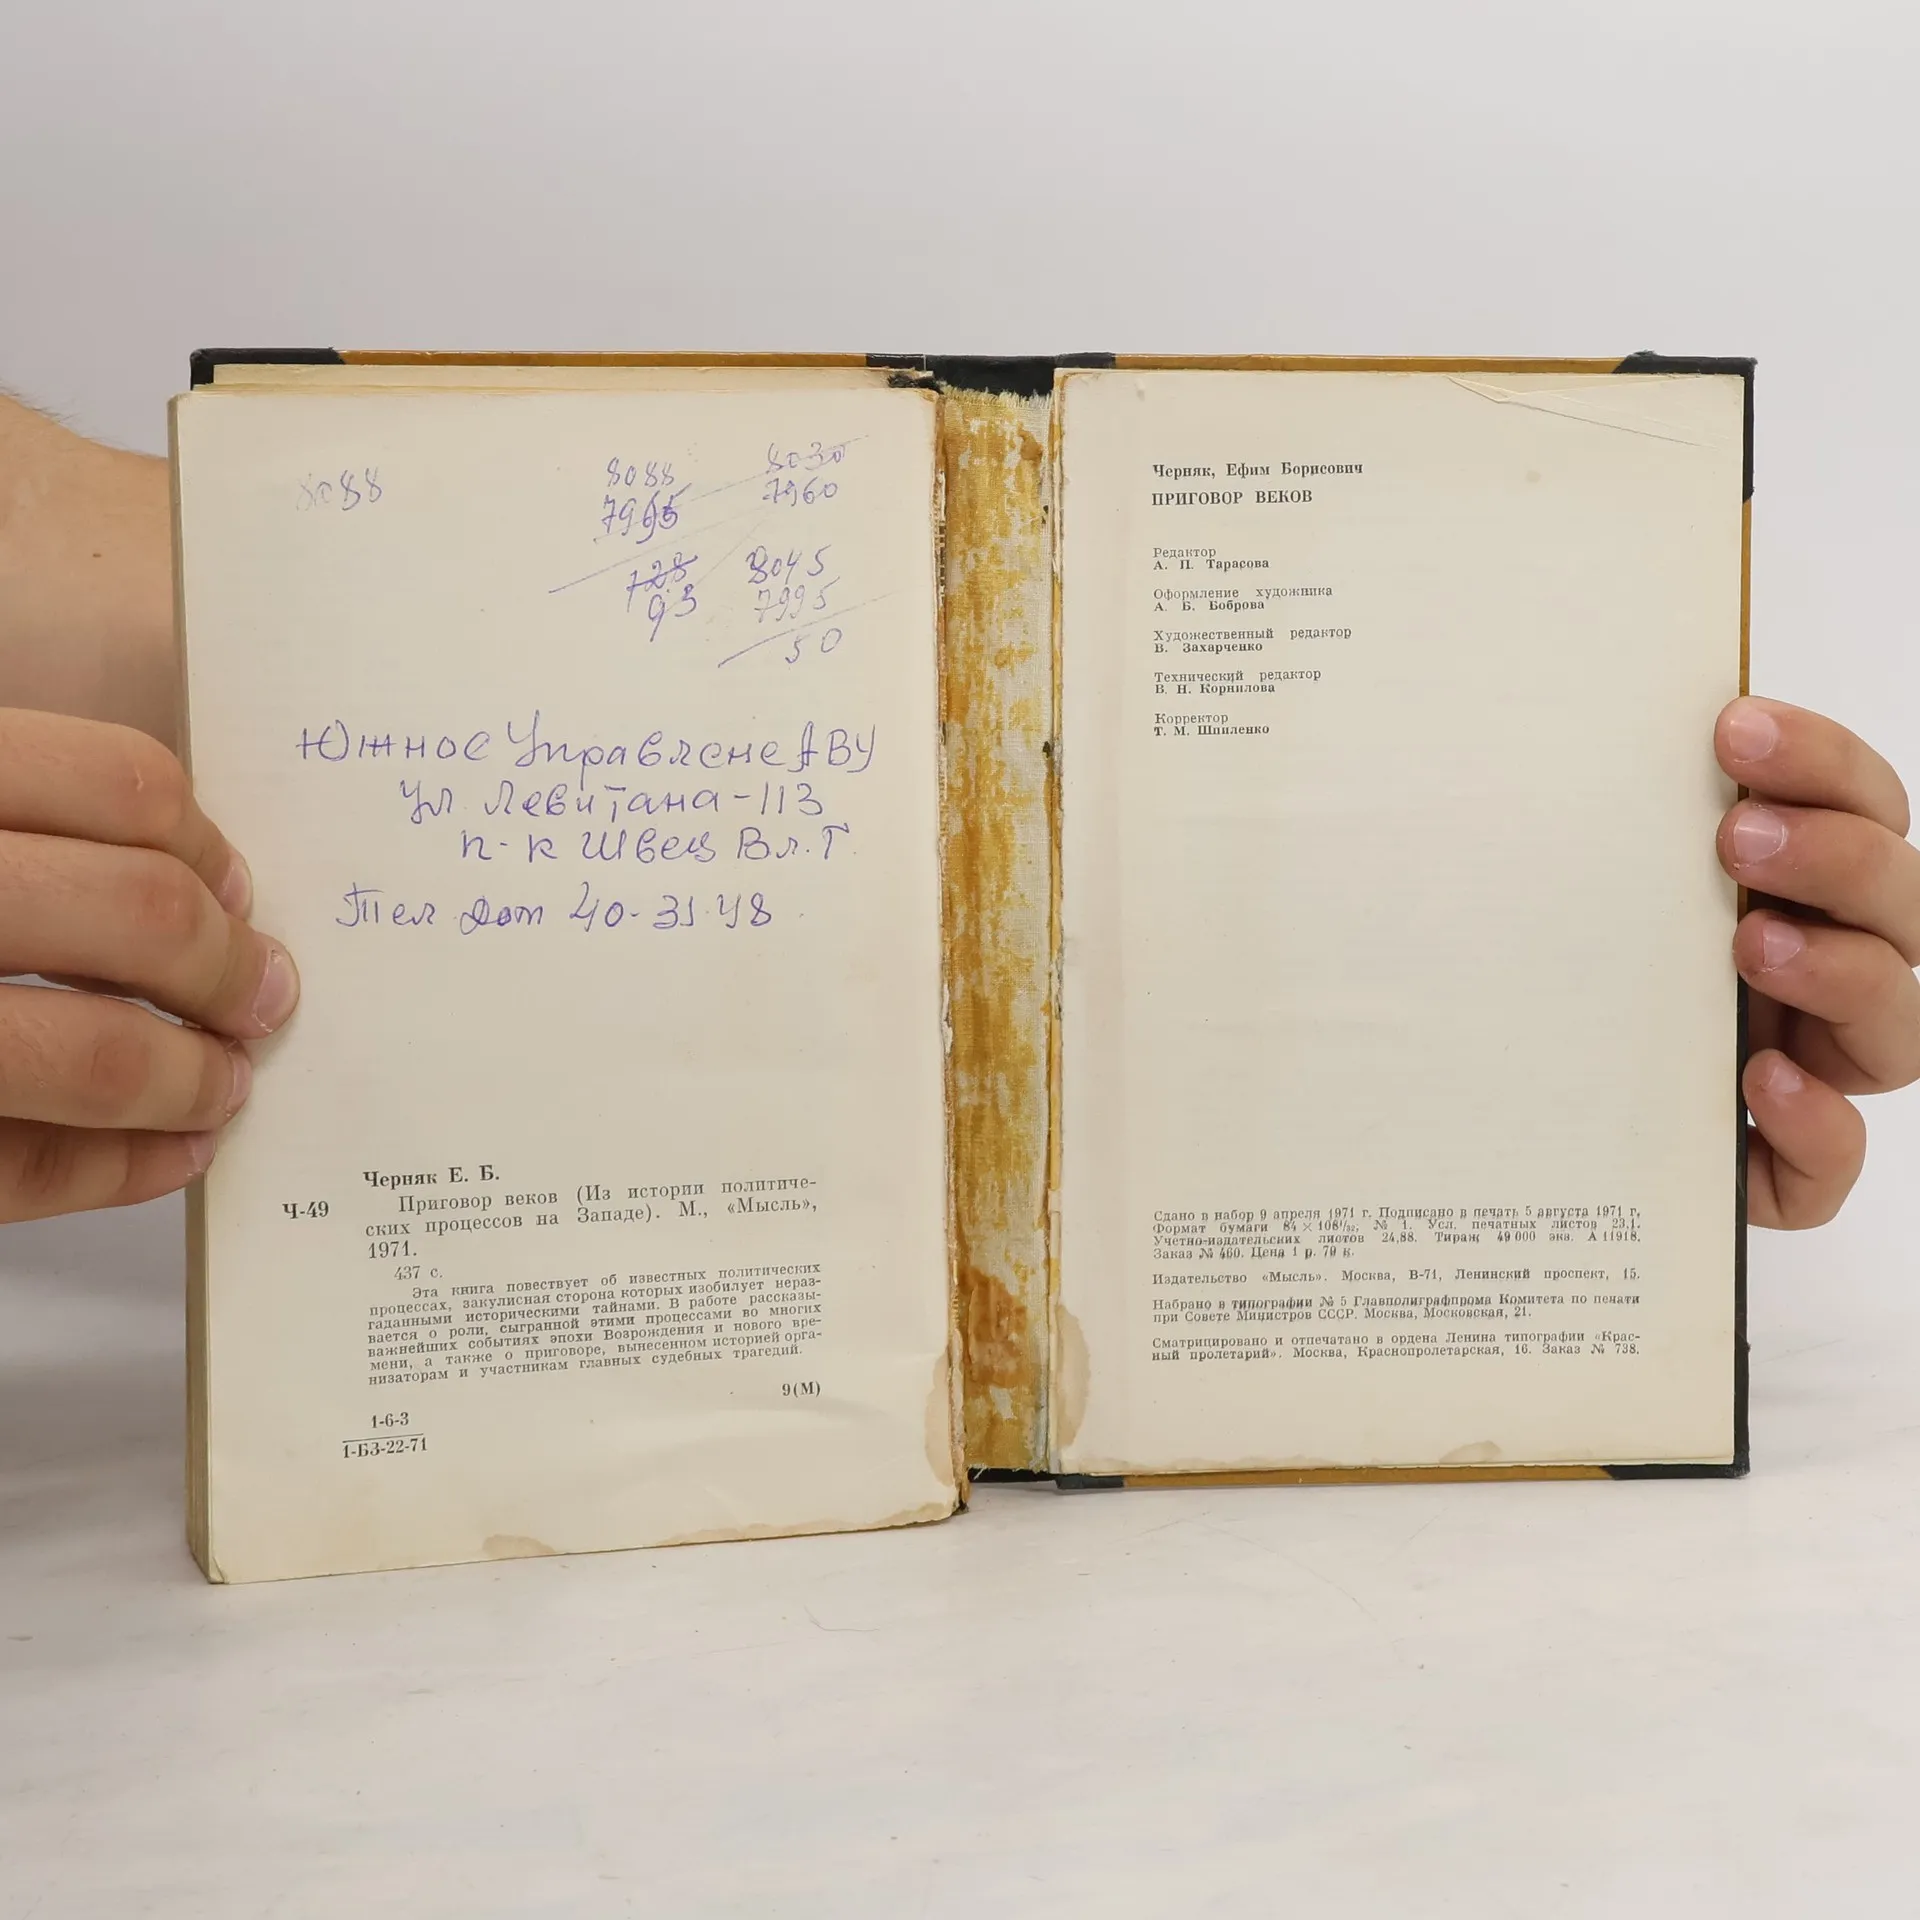 8088
8088
7995
128
93
8030
7960
8045
7995
50
Южное Управлене АВУ
Ул. Левитана-113
п-к Швец Вл. Г.
Тел дом 40-31-48
Черняк Е. Б.
Ч-49
Приговор веков (Из истории политиче-
ских процессов на Западе). М., «Мысль»,
1971.
437 с.
Эта книга повествует об известных политических
процессах, закулисная сторона которых изобилует нераз-
гаданными историческими тайнами. В работе рассказы-
вается о роли, сыгранной этими процессами во многих
важнейших событиях эпохи Возрождения и нового вре-
мени, а также о приговоре, вынесенном историей орга-
низаторам и участникам главных судебных трагедий.
9(М)
1-6-3
1-БЗ-22-71
Черняк, Ефим Борисович
ПРИГОВОР ВЕКОВ
Редактор
А. П. Тарасова
Оформление художника
А. Б. Боброва
Художественный редактор
В. Захарченко
Технический редактор
В. Н. Корнилова
Корректор
Т. М. Шпиленко
Сдано в набор 9 апреля 1971 г. Подписано в печать 5 августа 1971 г.
Формат бумаги 84×108¹/₃₂, № 1. Усл. печатных листов 23,1.
Учетно-издательских листов 24,88. Тираж 49 000 экз. А 11918.
Заказ № 460. Цена 1 р. 70 к.
Издательство «Мысль». Москва, В-71, Ленинский проспект, 15.
Набрано в типографии № 5 Главполиграфпрома Комитета по печати
при Совете Министров СССР. Москва, Московская, 21.
Сматрицировано и отпечатано в ордена Ленина типографии «Крас-
ный пролетарий». Москва, Краснопролетарская, 16. Заказ № 738.